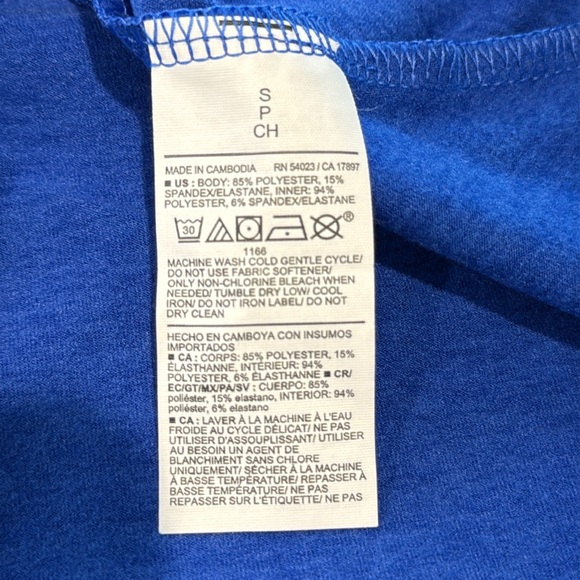 S
P
CH
MADE IN CAMBODIA RN 54023 / CA 17897
■ US : BODY: 85% POLYESTER, 15%
SPANDEX/ELASTANE, INNER: 94%
POLYESTER, 6% SPANDEX/ELASTANE
30 ®
1166
MACHINE WASH COLD GENTLE CYCLE/
DO NOT USE FABRIC SOFTENER/
ONLY NON-CHLORINE BLEACH WHEN
NEEDED/ TUMBLE DRY LOW/ COOL
IRON/ DO NOT IRON LABEL/ DO NOT
DRY CLEAN
HECHO EN CAMBOYA CON INSUMOS
IMPORTADOS
■ CA : CORPS: 85% POLYESTER, 15%
ÉLASTHANNE, INTÉRIEUR: 94%
POLYESTER, 6% ÉLASTHANNE ■ CR/
EC/GT/MX/PA/SV : CUERPO: 85%
poliéster, 15% elastano, INTERIOR: 94%
poliéster, 6% elastano
■ CA : LAVER À LA MACHINE À L'EAU
FROIDE AU CYCLE DÉLICAT/ NE PAS
UTILISER D'ASSOUPLISSANT/ UTILISER
AU BESOIN UN AGENT DE
BLANCHIMENT SANS CHLORE
UNIQUEMENT/ SÉCHER À LA MACHINE
À BASSE TEMPÉRATURE/ REPASSER À
BASSE TEMPÉRATURE/ NE PAS
REPASSER SUR L'ÉTIQUETTE/ NE PAS